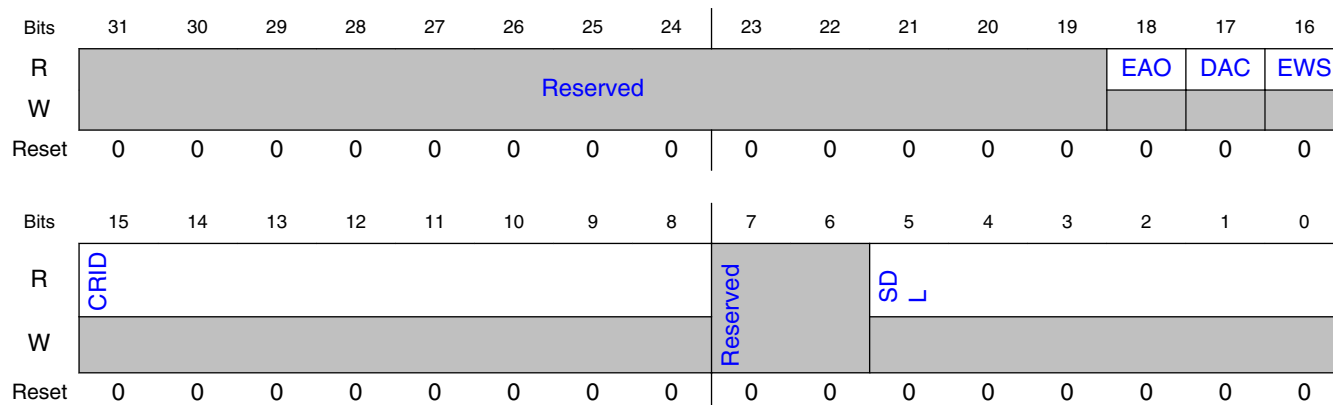 Bits 31 30 29 28 27 26 25 24 23 22 21 20 19 18 17 16
R Reserved EAO DAC EWS
W
Reset 0 0 0 0 0 0 0 0 0 0 0 0 0 0 0 0
Bits 15 14 13 12 11 10 9 8 7 6 5 4 3 2 1 0
R CRID Reserved SD
L
W
Reset 0 0 0 0 0 0 0 0 0 0 0 0 0 0 0 0